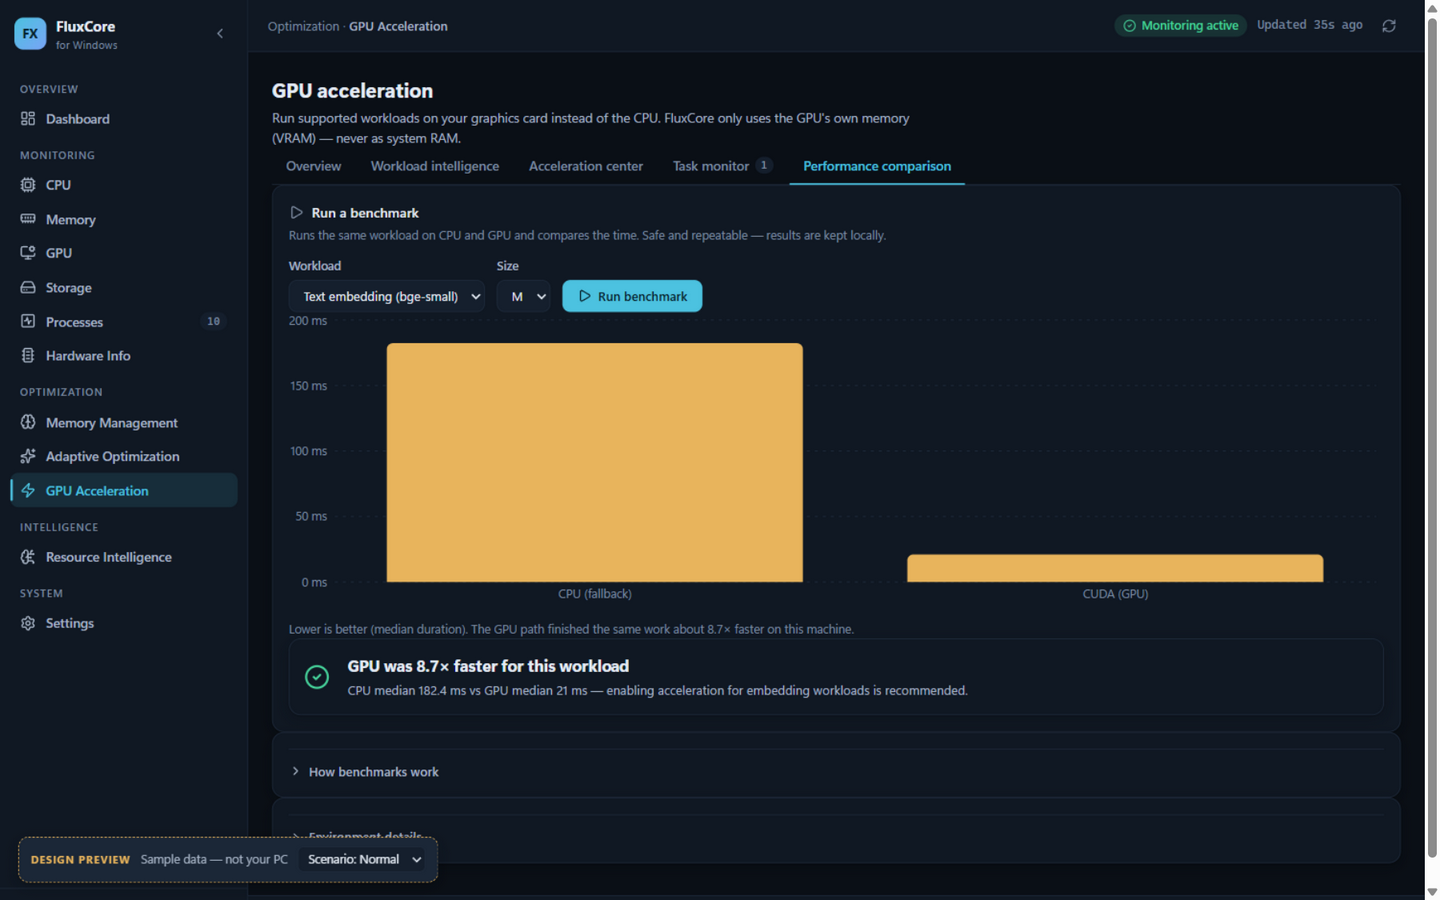 FX
FluxCore
for Windows
OVERVIEW
Dashboard
MONITORING
CPU
Memory
GPU
Storage
Processes 10
Hardware Info
OPTIMIZATION
Memory Management
Adaptive Optimization
GPU Acceleration
INTELLIGENCE
Resource Intelligence
SYSTEM
Settings
Optimization · GPU Acceleration
Monitoring active Updated 35s ago
GPU acceleration
Run supported workloads on your graphics card instead of the CPU. FluxCore only uses the GPU's own memory
(VRAM) — never as system RAM.
Overview Workload intelligence Acceleration center Task monitor 1 Performance comparison
Run a benchmark
Runs the same workload on CPU and GPU and compares the time. Safe and repeatable — results are kept locally.
Workload Size
Text embedding (bge-small) M Run benchmark
200 ms
150 ms
100 ms
50 ms
0 ms
CPU (fallback) CUDA (GPU)
Lower is better (median duration). The GPU path finished the same work about 8.7× faster on this machine.
GPU was 8.7× faster for this workload
CPU median 182.4 ms vs GPU median 21 ms — enabling acceleration for embedding workloads is recommended.
How benchmarks work
Environment details
DESIGN PREVIEW Sample data — not your PC Scenario: Normal